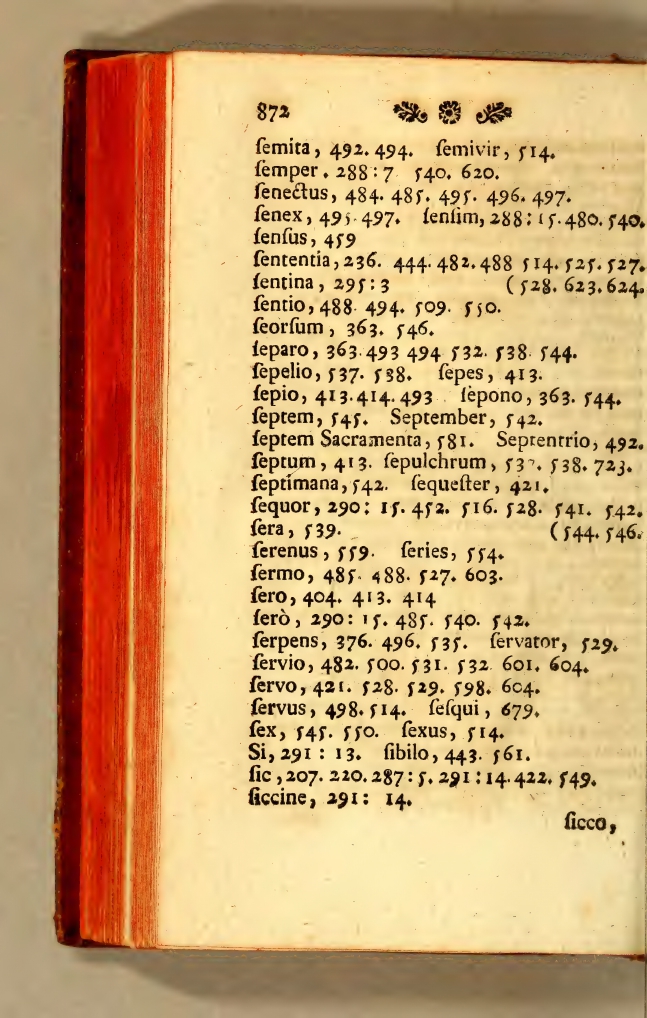 872
ſemita, 492. 494. ſemivir, 514.
ſemper. 288:7 540. 620.
ſenectus, 484. 485. 495. 496. 497.
ſenex, 495. 497. ſenſim, 288: 15. 480. 540.
ſenſus, 459
ſententia, 236. 444. 482. 488 514. 525. 527.
ſentina, 295:3 (528. 623. 624.
ſentio, 488 494. 509. 550.
ſeorſum, 363. 546.
ſeparo, 363. 493 494 532. 538 544.
ſepelio, 537. 538. ſepes, 413.
ſepio, 413. 414. 493 ſèpono, 363. 544.
ſeptem, 545. September, 542.
ſeptem Sacramenta, 581. Septentrio, 492.
ſeptum, 413. ſepulchrum, 537. 538. 723.
ſeptimana, 542. ſequeſter, 421.
ſequor, 290: 15. 452. 516. 528. 541. 542.
ſera, 539. (544. 546.
ſerenus, 559. ſeries, 554.
ſermo, 485. 488. 527. 603.
ſero, 404. 413. 414
ſerò, 290: 15. 485. 540. 542.
ſerpens, 376. 496. 535. ſervator, 529.
ſervio, 482. 500. 531. 532 601. 604.
ſervo, 421. 528. 529. 598. 604.
ſervus, 498. 514. ſeſqui, 679.
ſex, 545. 550. ſexus, 514.
Si, 291 : 13. ſibilo, 443. 561.
ſic, 207. 220. 287: 5. 291: 14. 422. 549.
ſiccine, 291: 14.
ſicco,